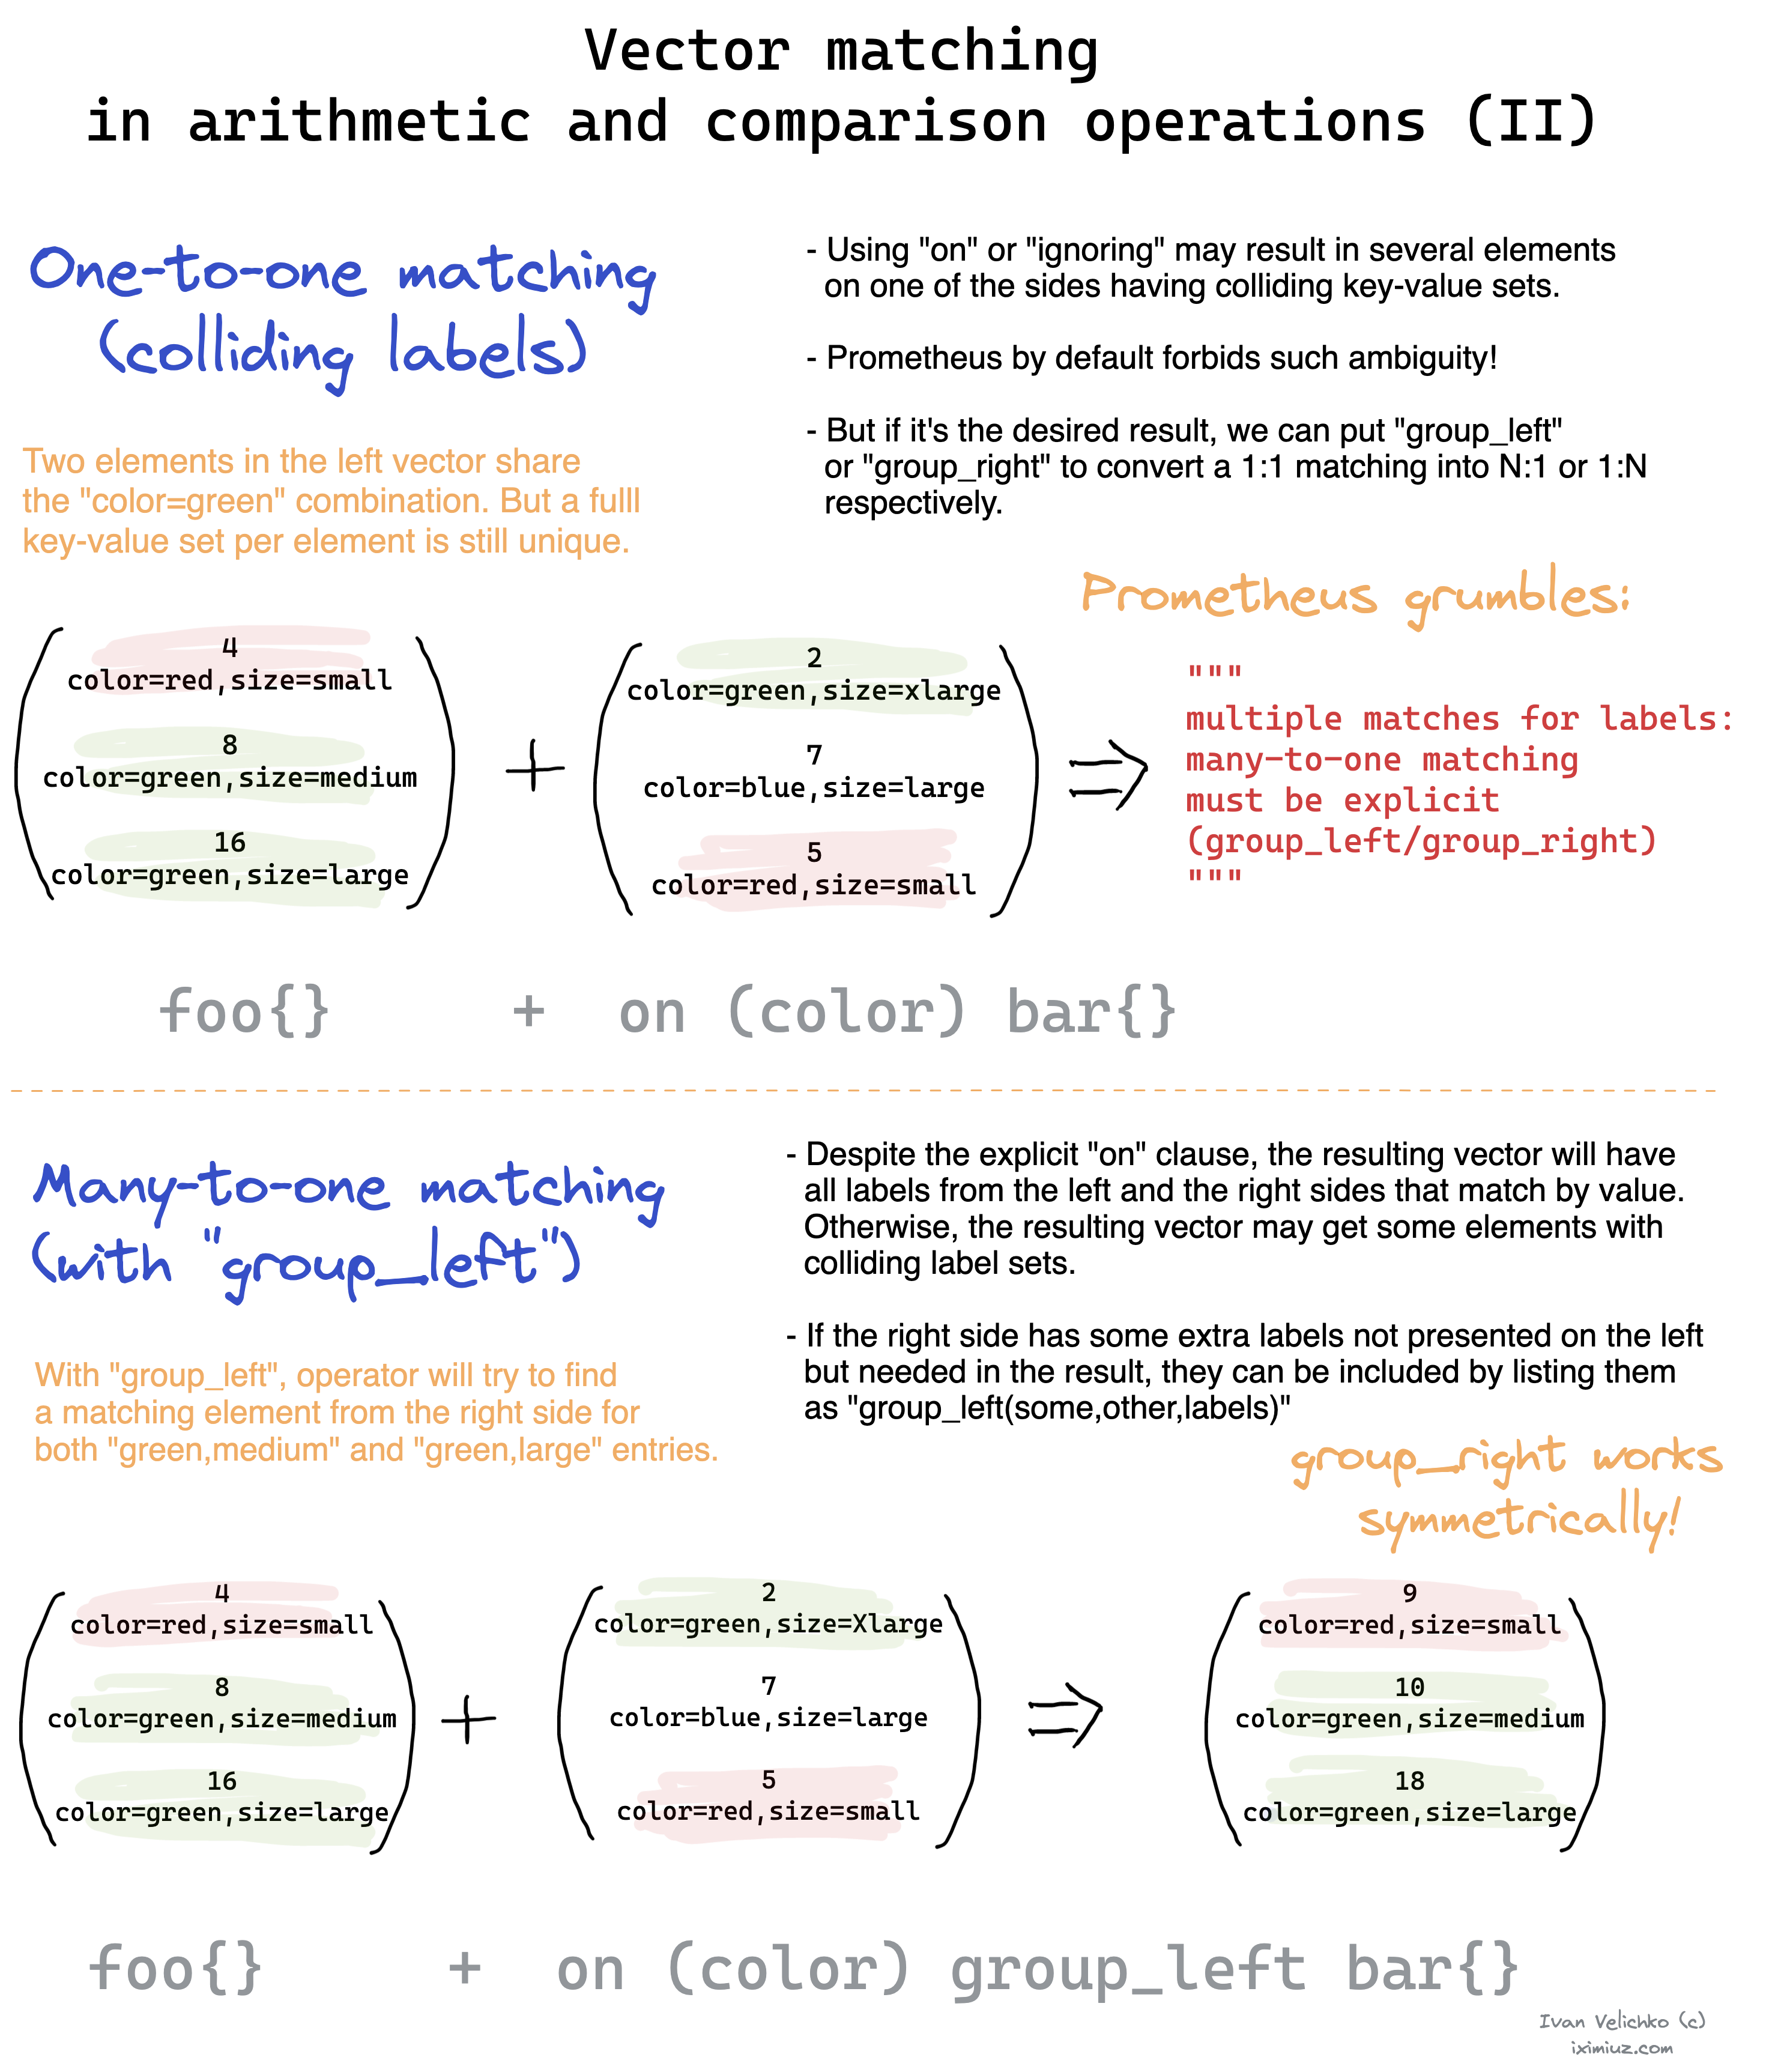 Vector matching
in arithmetic and comparison operations (II)
One-to-one matching
(colliding labels)
- Using "on" or "ignoring" may result in several elements
on one of the sides having colliding key-value sets.
- Prometheus by default forbids such ambiguity!
- But if it's the desired result, we can put "group_left"
or "group_right" to convert a 1:1 matching into N:1 or 1:N
respectively.
Two elements in the left vector share
the "color=green" combination. But a fulll
key-value set per element is still unique.
Prometheus grumbles:
4
color=red,size=small
8
color=green,size=medium
16
color=green,size=large
+
2
color=green,size=xlarge
7
color=blue,size=large
5
color=red,size=small
⇒
"""
multiple matches for labels:
many-to-one matching
must be explicit
(group_left/group_right)
"""
foo{} + on (color) bar{}
Many-to-one matching
(with "group_left")
- Despite the explicit "on" clause, the resulting vector will have
all labels from the left and the right sides that match by value.
Otherwise, the resulting vector may get some elements with
colliding label sets.
- If the right side has some extra labels not presented on the left
but needed in the result, they can be included by listing them
as "group_left(some,other,labels)"
With "group_left", operator will try to find
a matching element from the right side for
both "green,medium" and "green,large" entries.
group_right works
symmetrically!
4
color=red,size=small
8
color=green,size=medium
16
color=green,size=large
+
2
color=green,size=Xlarge
7
color=blue,size=large
5
color=red,size=small
⇒
9
color=red,size=small
10
color=green,size=medium
18
color=green,size=large
foo{} + on (color) group_left bar{}
Ivan Velichko (c)
iximiuz.com